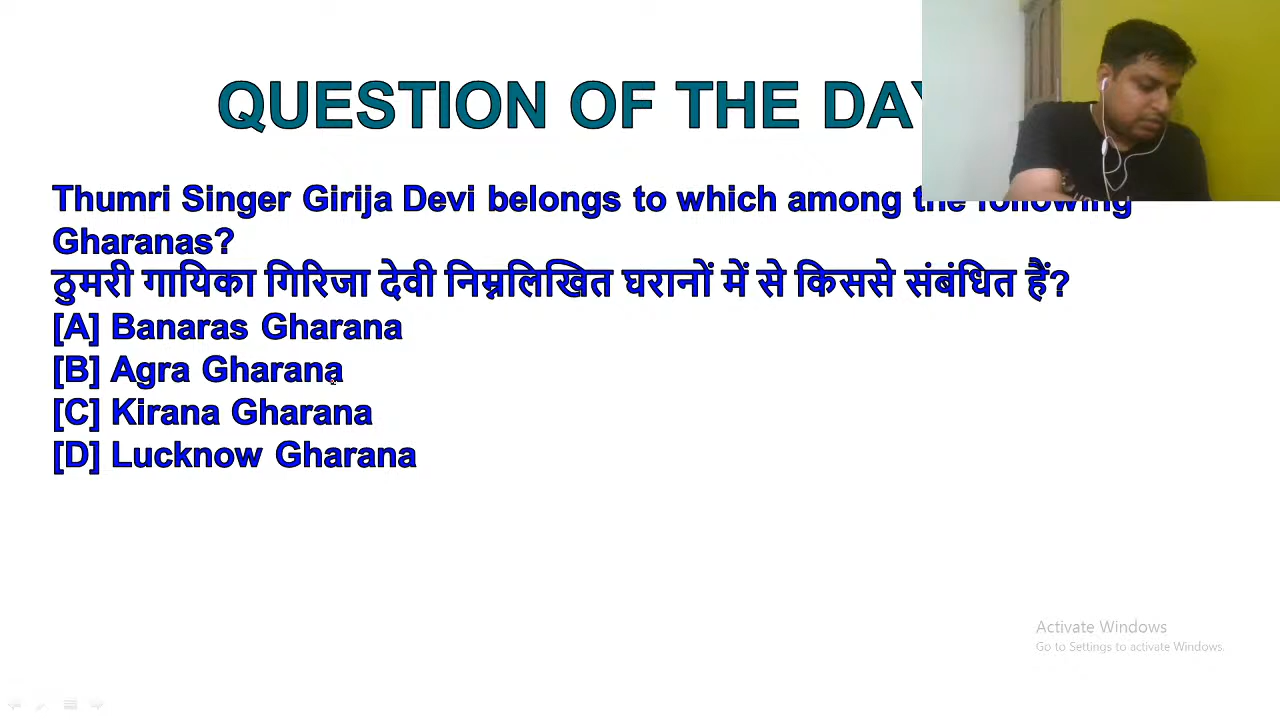 QUESTION OF THE DAY
Thumri Singer Girija Devi belongs to which among the following
Gharanas?
ठुमरी गायिका गिरिजा देवी निम्नलिखित घरानों में से किससे संबंधित हैं?
[A] Banaras Gharana
[B] Agra Gharana
[C] Kirana Gharana
[D] Lucknow Gharana
Activate Windows
Go to Settings to activate Windows.